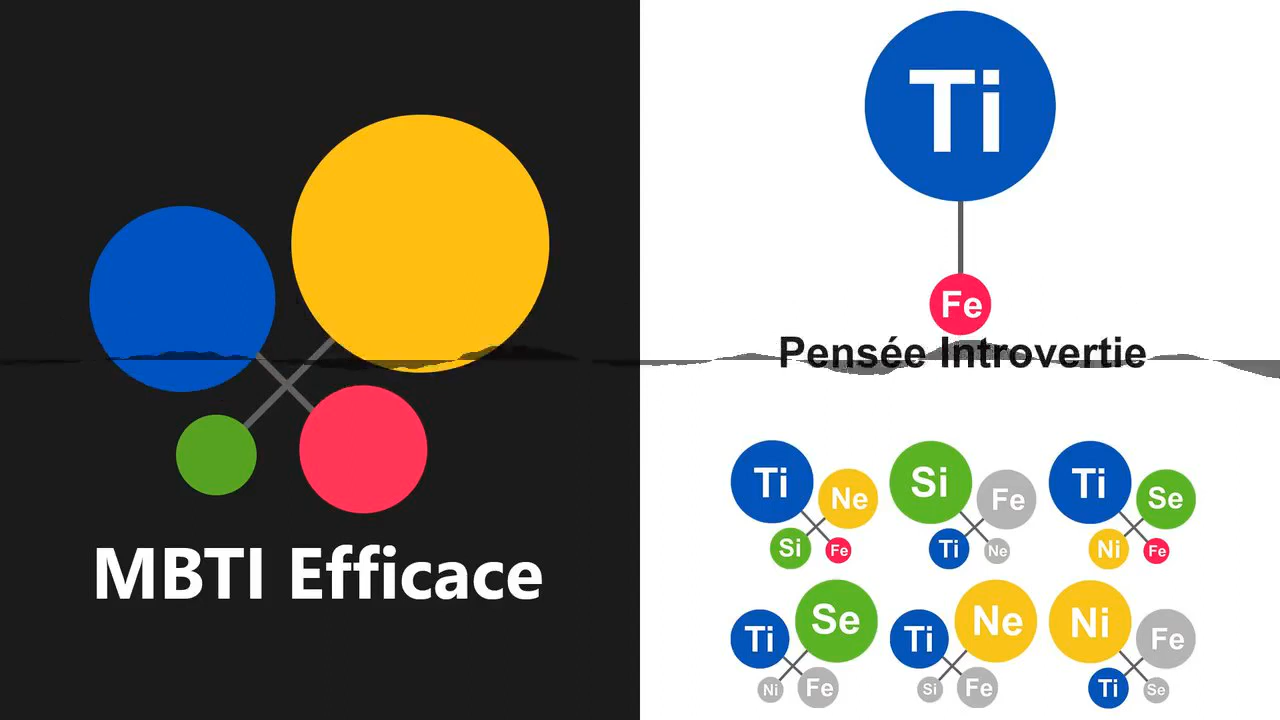 MBTI Efficace
Ti
Fe
Pensée Introvertie
Ti Ne Si Fe Ti Se
Si Fe Ti Ne Ni Fe
Ti Se Ti Ne Ni Fe
Ni Fe Si Fe Ti Se